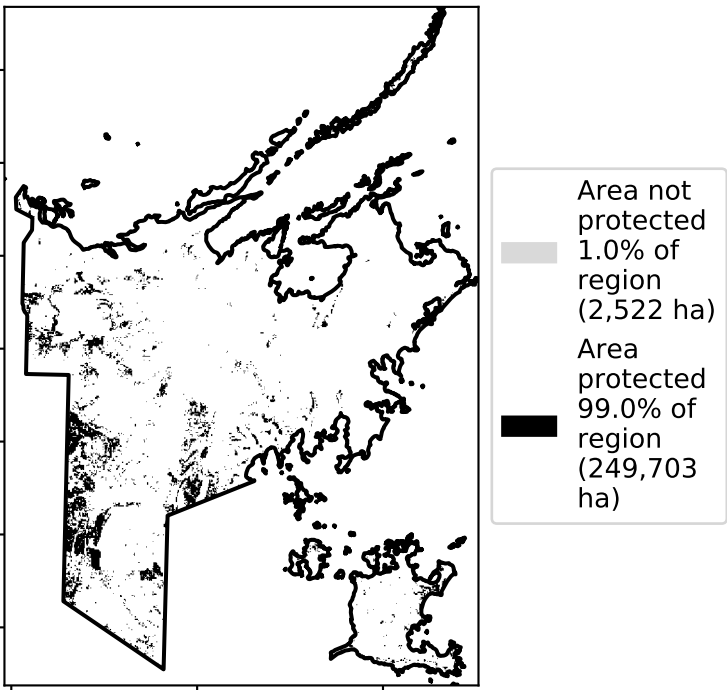 Area not
protected
1.0% of
region
(2,522 ha)
Area
protected
99.0% of
region
(249,703
ha)